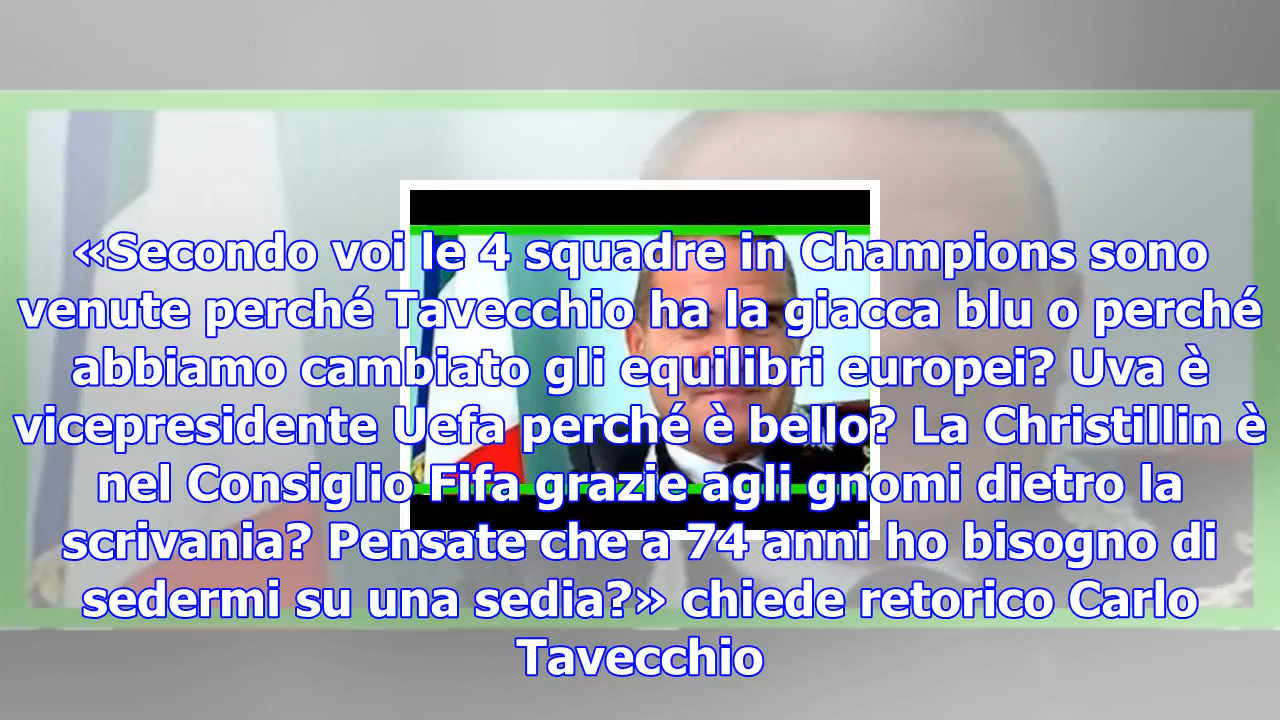 «Secondo voi le 4 squadre in Champions sono
venute perché Tavecchio ha la giacca blu o perché
abbiamo cambiato gli equilibri europei? Uva è
vicepresidente Uefa perché è bello? La Christillin è
nel Consiglio Fifa grazie agli gnomi dietro la
scrivania? Pensate che a 74 anni ho bisogno di
sedermi su una sedia?» chiede retorico Carlo
Tavecchio